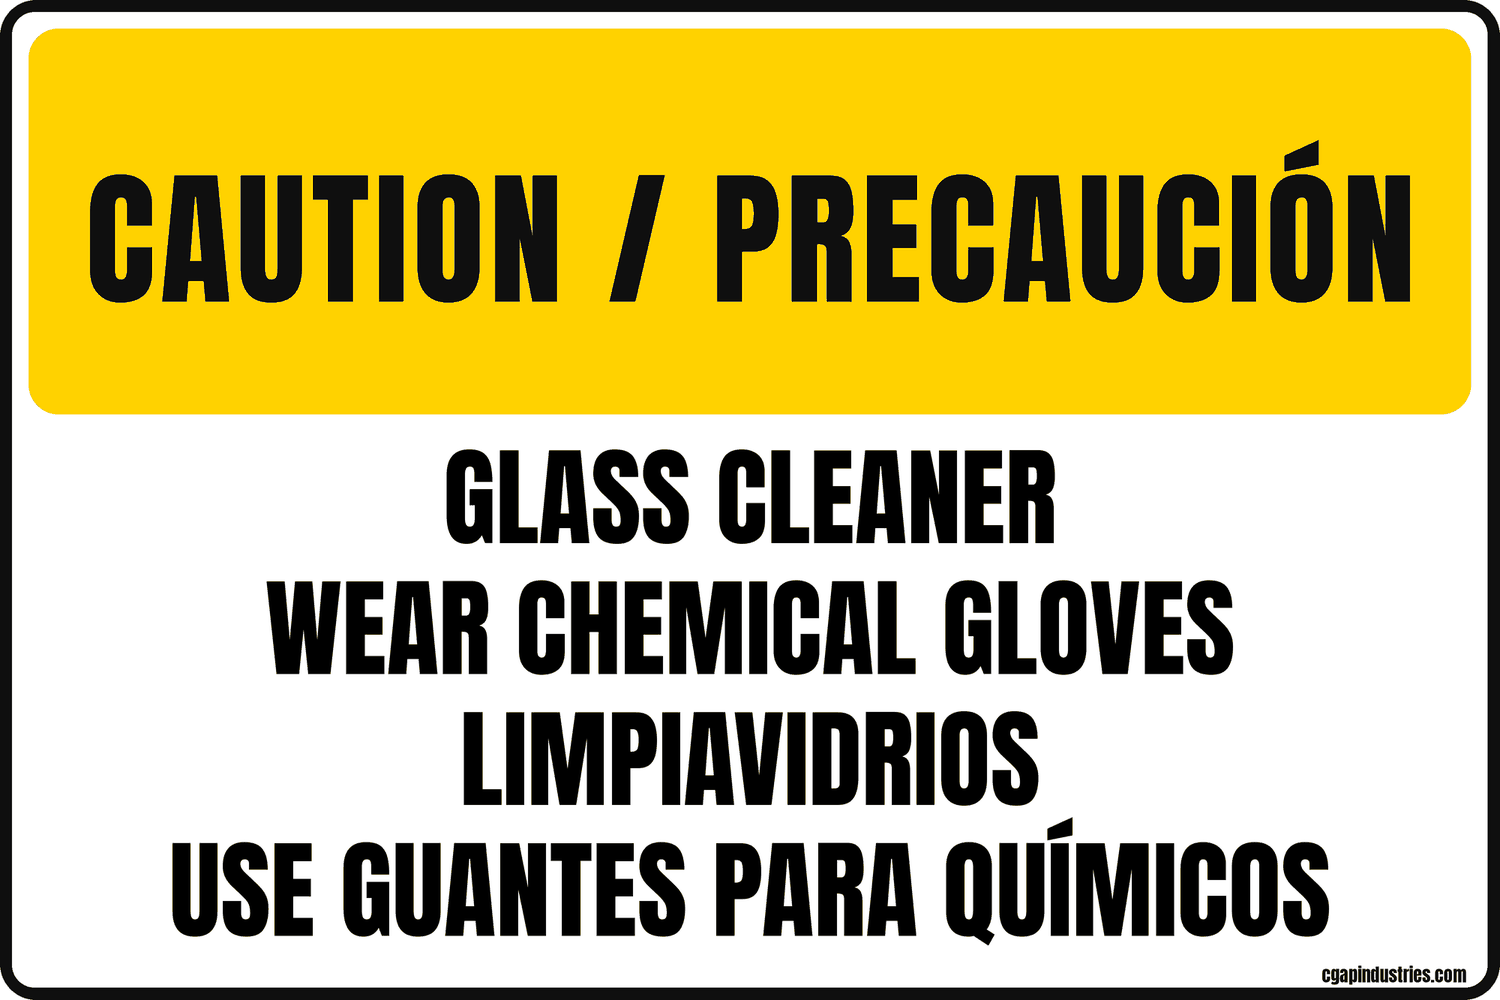 CAUTION / PRECAUCIÓN
GLASS CLEANER
WEAR CHEMICAL GLOVES
LIMPIAVIDRIOS
USE GUANTES PARA QUÍMICOS
cgapindustries.com